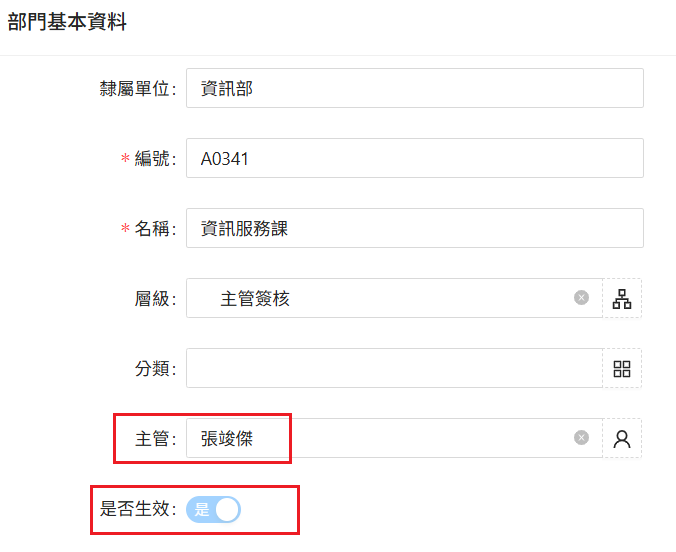 部門基本資料
隸屬單位： 資訊部
* 編號： A0341
* 名稱： 資訊服務課
層級： 主管簽核
分類：
主管： 張竣傑
是否生效： 是